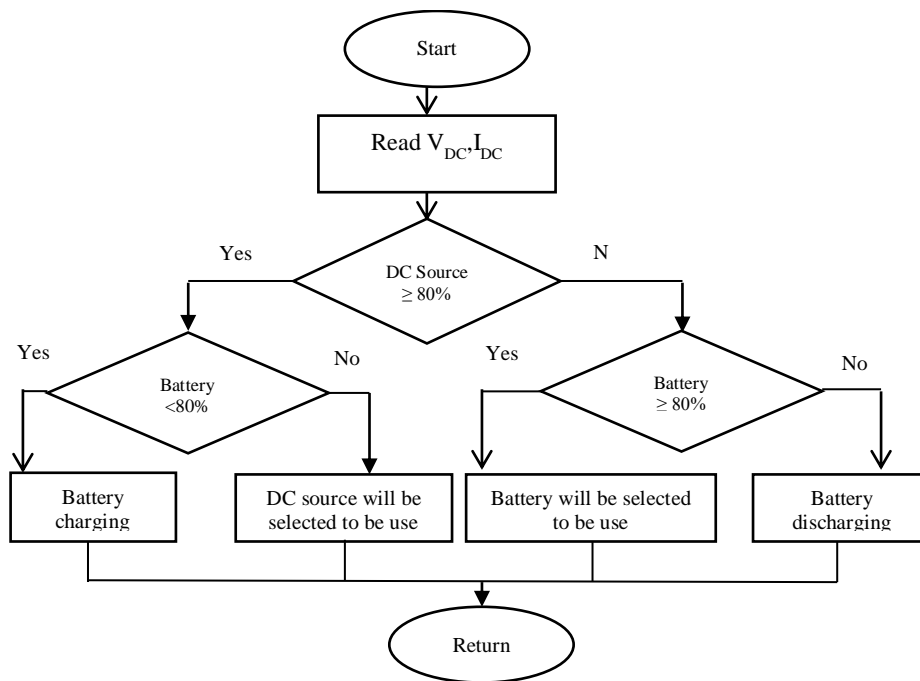 Start
Read V_DC,I_DC
Yes
DC Source
≥ 80%
N
Yes
Battery
<80%
No
Yes
Battery
≥ 80%
No
Battery
charging
DC source will be
selected to be use
Battery will be selected
to be use
Battery
discharging
Return